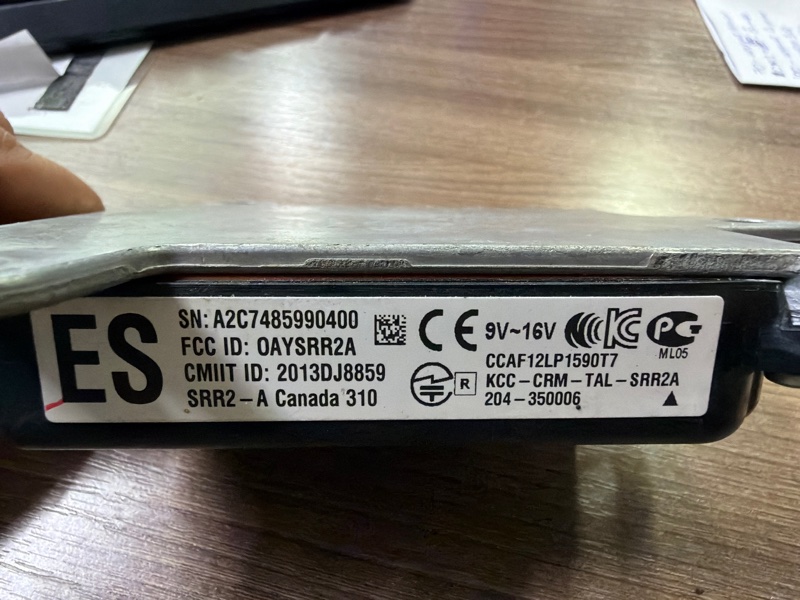 ES
SN: A2C7485990400
FCC ID: OAYSRR2A
CMIIT ID: 2013DJ8859
SRR2-A Canada 310
CE 9V~16V
ML05
CCAF12LP1590T7
R KCC-CRM-TAL-SRR2A
204-350006